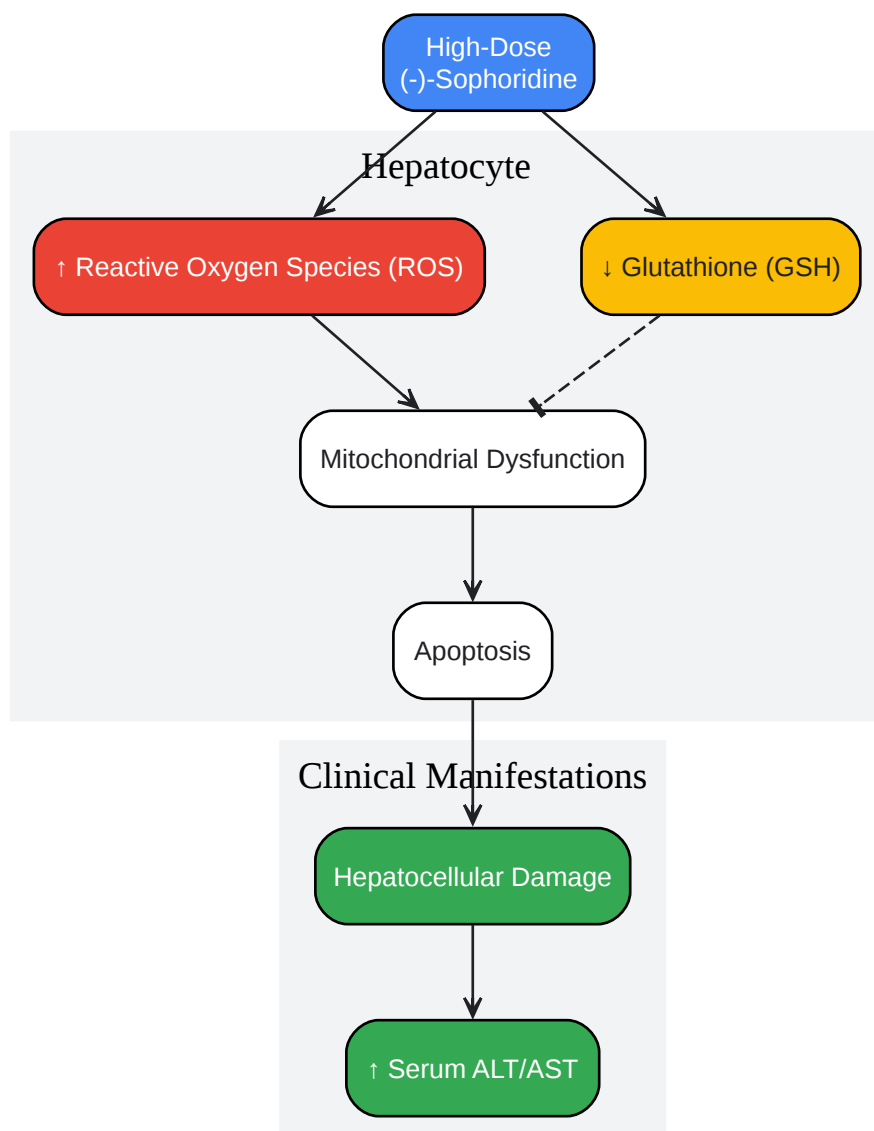 High-Dose
(-)-Sophoridine
Hepatocyte
↑ Reactive Oxygen Species (ROS)
↓ Glutathione (GSH)
Mitochondrial Dysfunction
Apoptosis
Clinical Manifestations
Hepatocellular Damage
↑ Serum ALT/AST